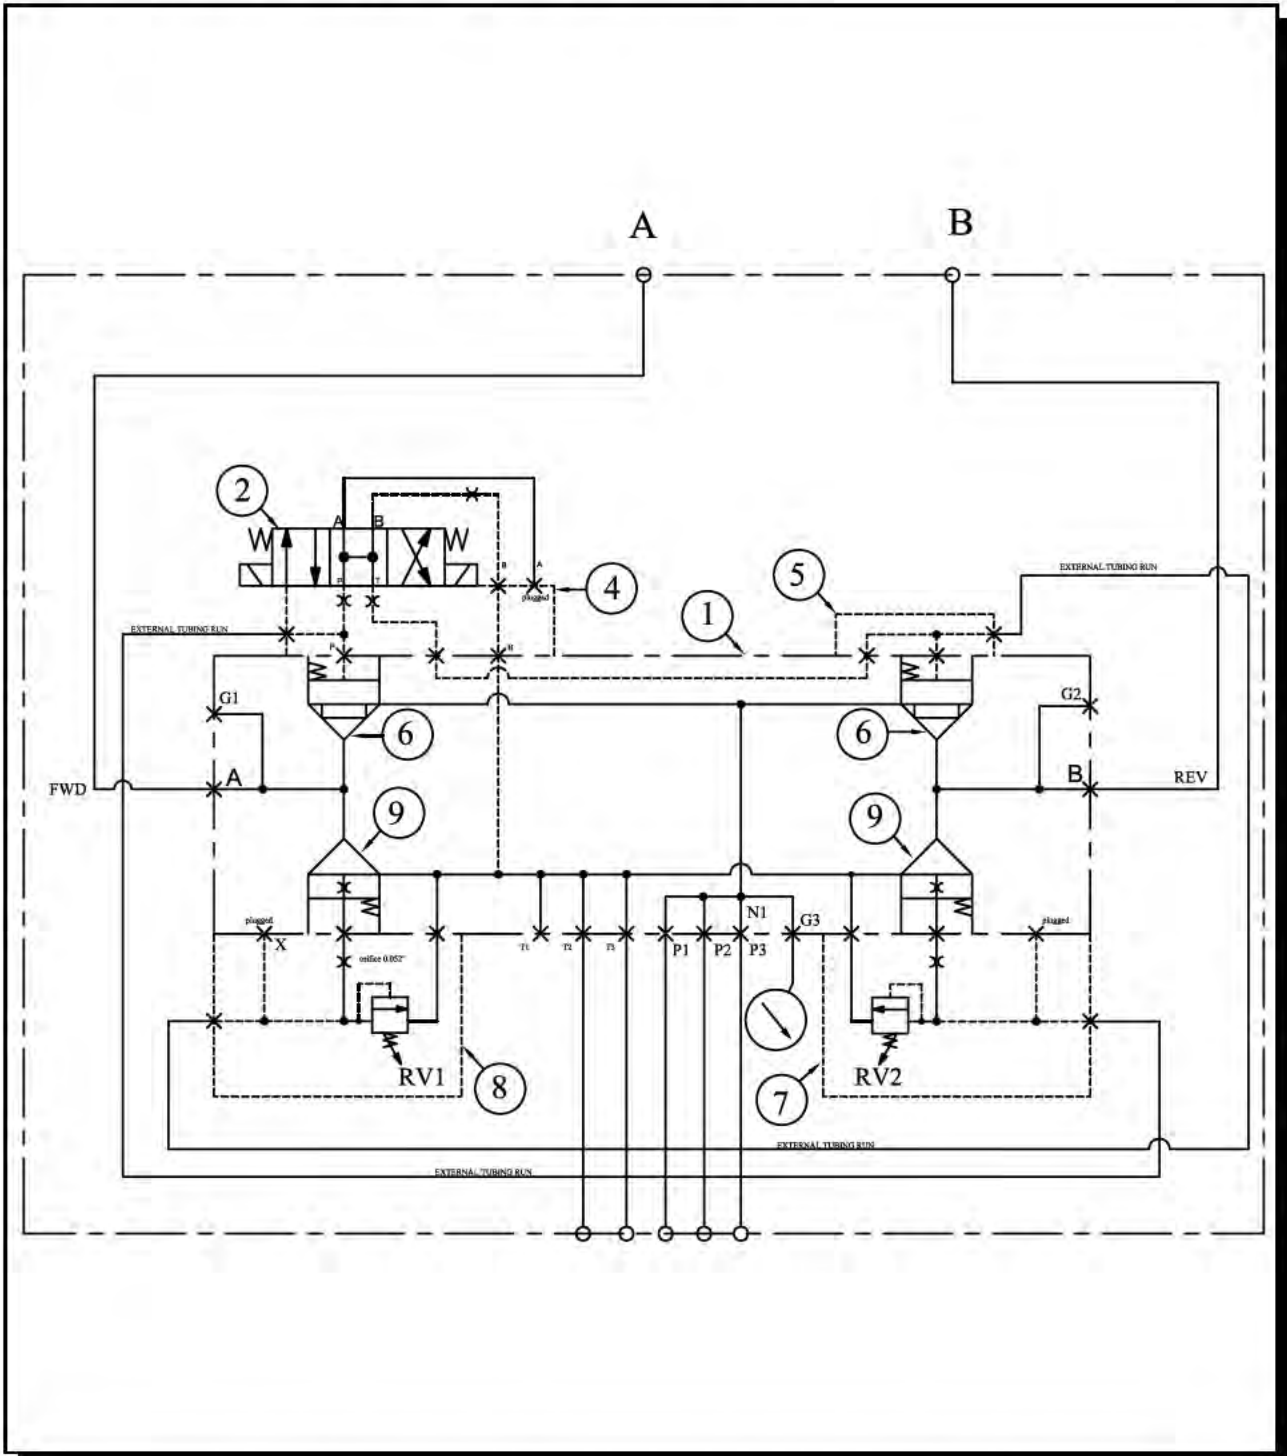 A B
2
A B
P T
B A
plugged
4
5
EXTERNAL TUBING RUN
1
EXTERNAL TUBING RUN
P
G1
G2
6
6
FWD
A
B
REV
9
9
plugged
X
N1
G3
plugged
T1 T2 T3 P1 P2 P3
orifice 0.052"
RV1
8
RV2
7
EXTERNAL TUBING RUN
EXTERNAL TUBING RUN